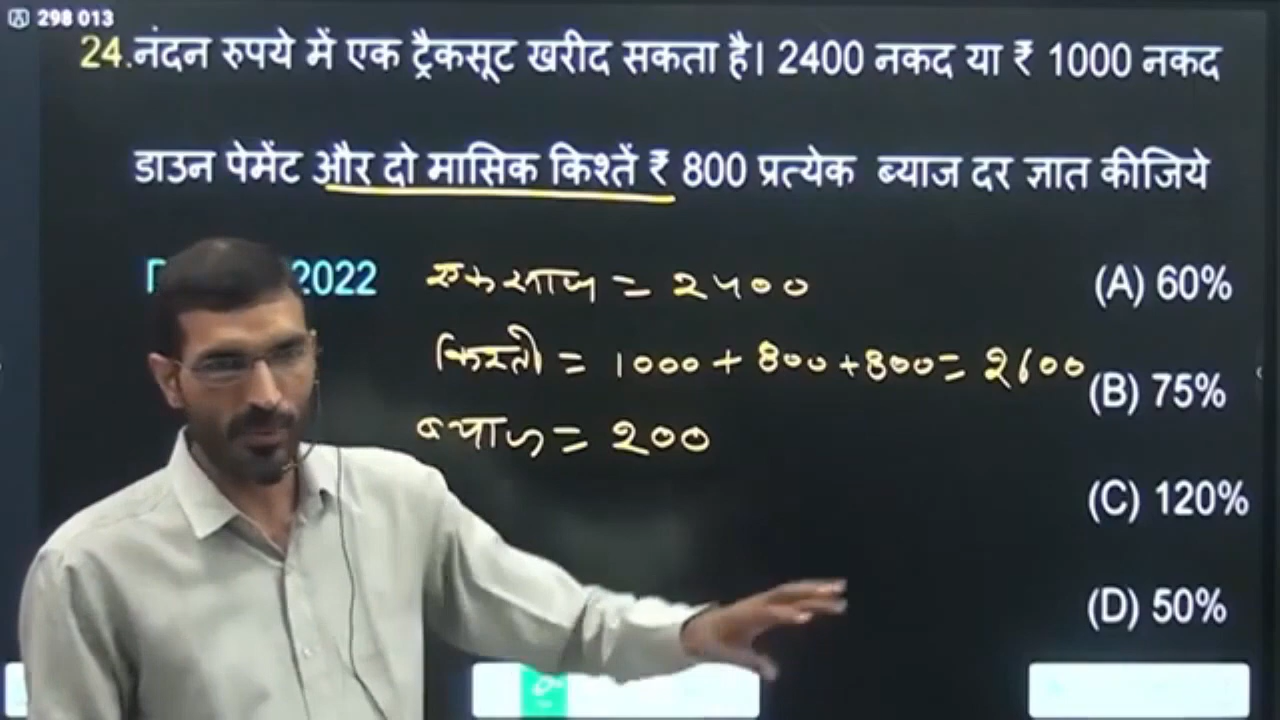 298 013
24.नंदन रुपये में एक ट्रैकसूट खरीद सकता है। 2400 नकद या ₹ 1000 नकद
डाउन पेमेंट और दो मासिक किश्तें ₹ 800 प्रत्येक ब्याज दर ज्ञात कीजिये
2022
= 2400
(A) 60%
किश्तो = 1000 + 800 + 800 = 2600
(B) 75%
ब्याज = 200
(C) 120%
(D) 50%